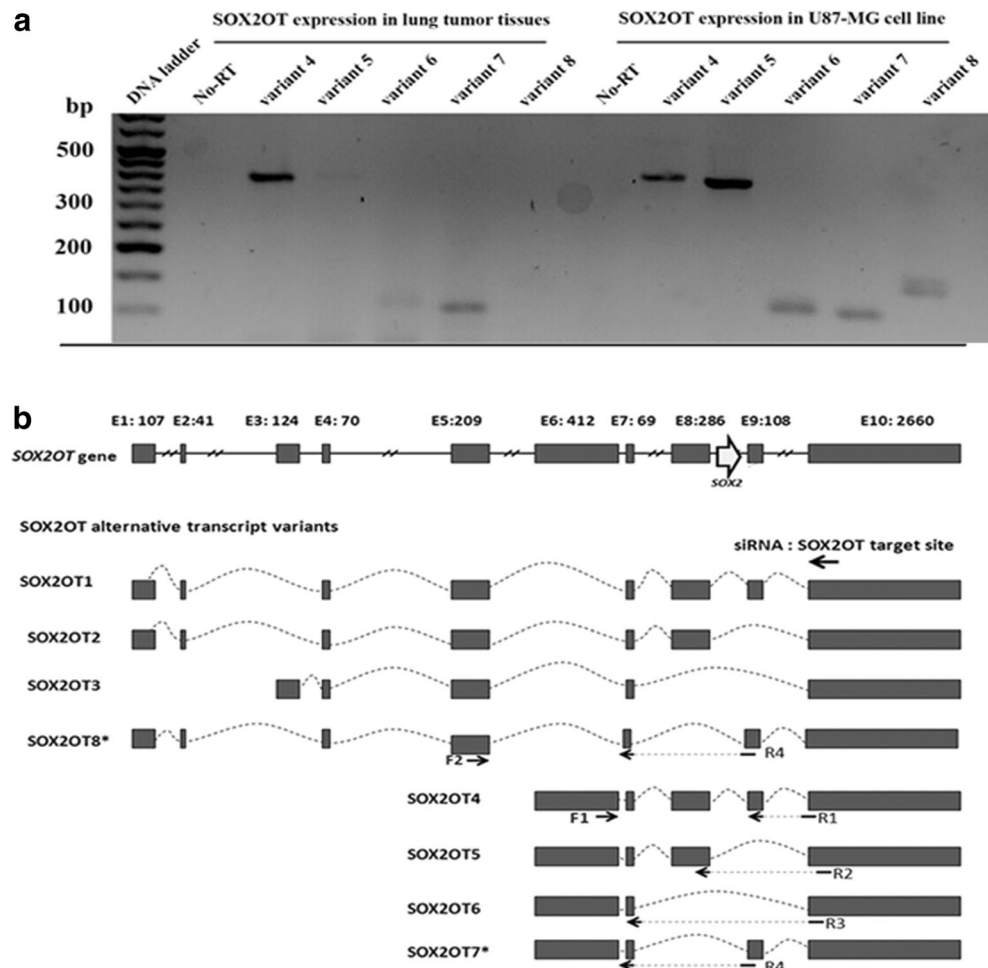 a
SOX2OT expression in lung tumor tissues
SOX2OT expression in U87-MG cell line
DNA ladder
No-RT
variant 4
variant 5
variant 6
variant 7
variant 8
No-RT
variant 4
variant 5
variant 6
variant 7
variant 8
bp
500
300
200
100
b
E1: 107 E2:41 E3: 124 E4: 70 E5:209 E6: 412 E7: 69 E8:286 E9:108 E10: 2660
SOX2OT gene
SOX2
SOX2OT alternative transcript variants
siRNA : SOX2OT target site
SOX2OT1
SOX2OT2
SOX2OT3
SOX2OT8*
F2
R4
SOX2OT4
F1
R1
SOX2OT5
R2
SOX2OT6
R3
SOX2OT7*
R4